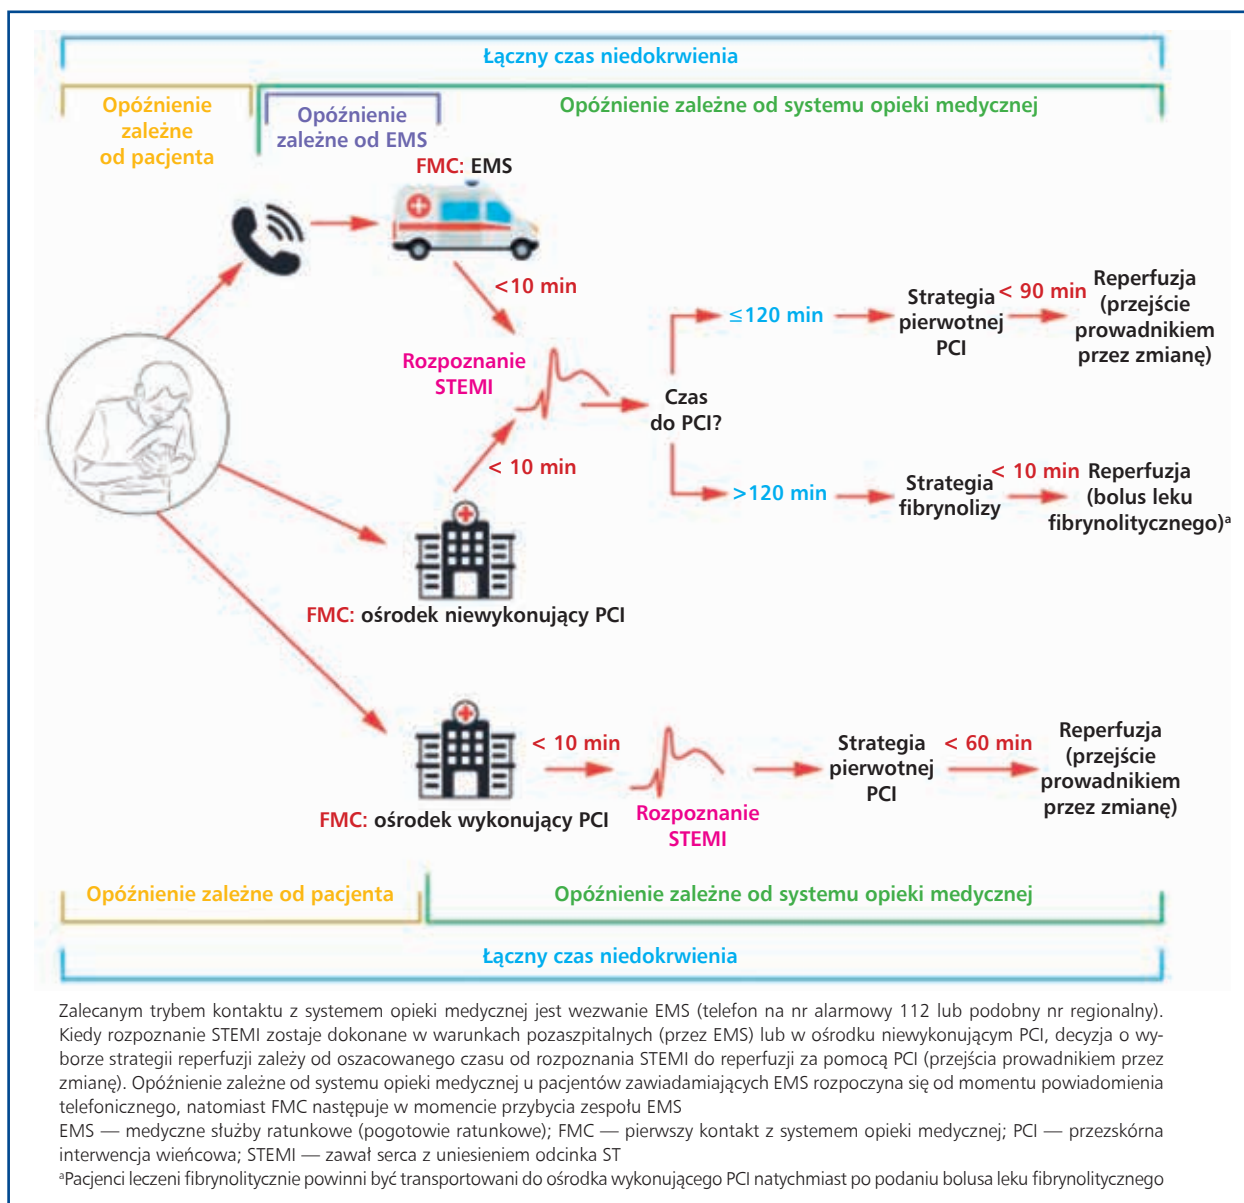 Łączny czas niedokrwienia
Opóźnienie
zależne
od pacjenta
Opóźnienie
zależne od EMS
Opóźnienie zależne od systemu opieki medycznej
FMC: EMS
<10 min
Rozpoznanie
STEMI
< 10 min
Czas
do PCI?
≤120 min
Strategia
pierwotnej
PCI
< 90 min
Reperfuzja
(przejście
prowadnikiem
przez zmianę)
>120 min
Strategia
fibrynolizy
< 10 min
Reperfuzja
(bolus leku
fibrynolitycznego)ᵃ
FMC: ośrodek niewykonujący PCI
FMC: ośrodek wykonujący PCI
< 10 min
Rozpoznanie
STEMI
Strategia
pierwotnej
PCI
< 60 min
Reperfuzja
(przejście
prowadnikiem
przez zmianę)
Opóźnienie zależne od pacjenta
Opóźnienie zależne od systemu opieki medycznej
Łączny czas niedokrwienia
Zalecanym trybem kontaktu z systemem opieki medycznej jest wezwanie EMS (telefon na nr alarmowy 112 lub podobny nr regionalny).
Kiedy rozpoznanie STEMI zostaje dokonane w warunkach pozaszpitalnych (przez EMS) lub w ośrodku niewykonującym PCI, decyzja o wy-
borze strategii reperfuzji zależy od oszacowanego czasu od rozpoznania STEMI do reperfuzji za pomocą PCI (przejścia prowadnikiem przez
zmianę). Opóźnienie zależne od systemu opieki medycznej u pacjentów zawiadamiających EMS rozpoczyna się od momentu powiadomienia
telefonicznego, natomiast FMC następuje w momencie przybycia zespołu EMS
EMS — medyczne służby ratunkowe (pogotowie ratunkowe); FMC — pierwszy kontakt z systemem opieki medycznej; PCI — przezskórna
interwencja wieńcowa; STEMI — zawał serca z uniesieniem odcinka ST
ᵃPacjenci leczeni fibrynolitycznie powinni być transportowani do ośrodka wykonującego PCI natychmiast po podaniu bolusa leku fibrynolitycznego